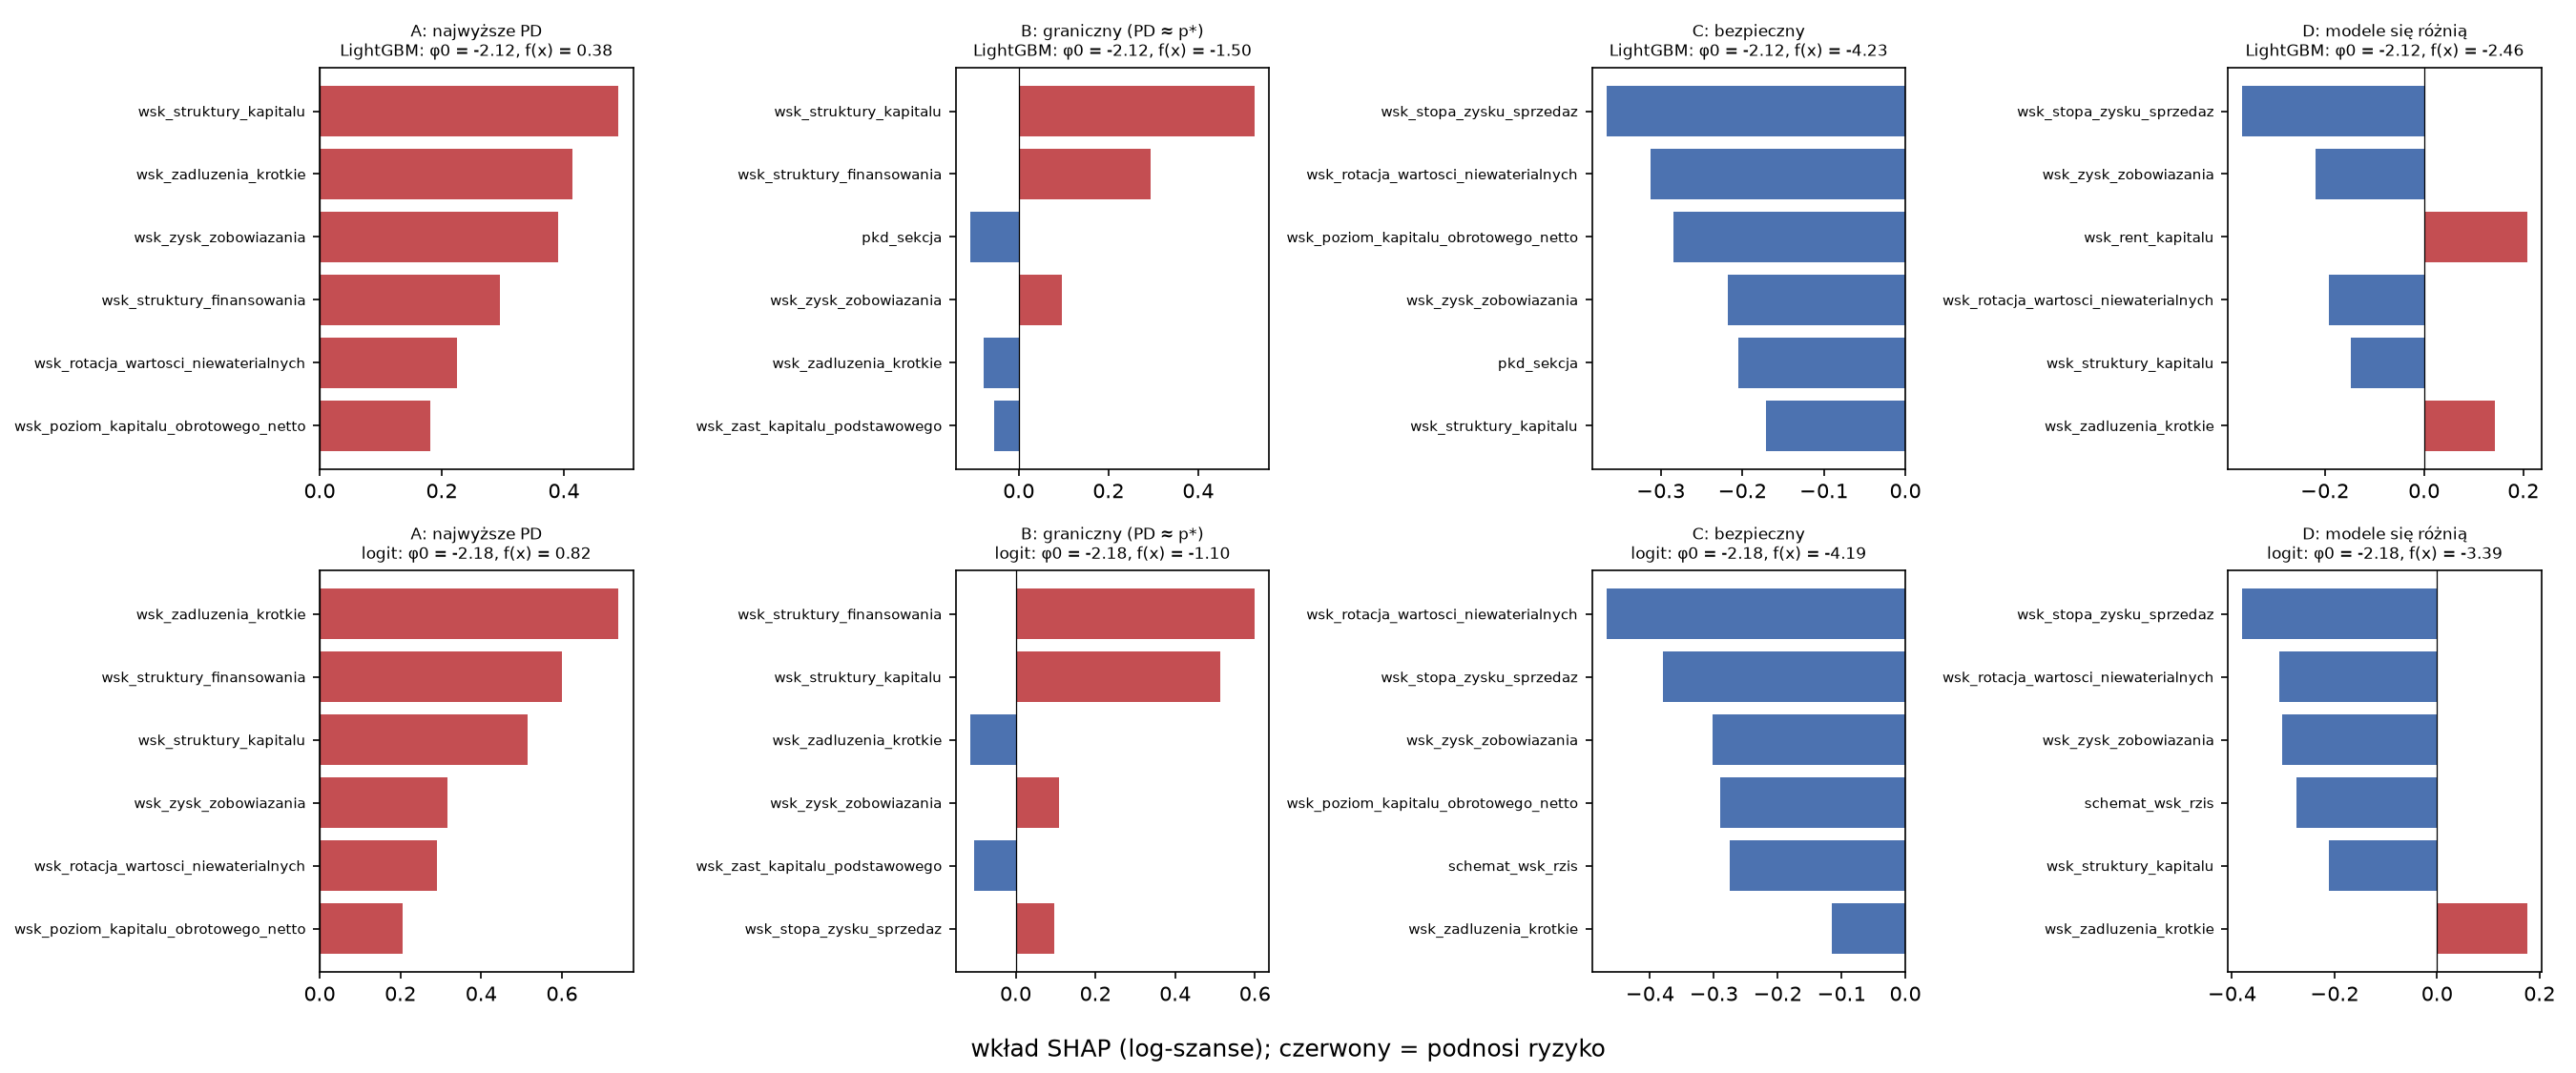 A: najwyższe PD
LightGBM: φ0 = -2.12, f(x) = 0.38
wsk_struktury_kapitalu
wsk_zadluzenia_krotkie
wsk_zysk_zobowiazania
wsk_struktury_finansowania
wsk_rotacja_wartosci_niewaterialnych
wsk_poziom_kapitalu_obrotowego_netto
0.0 0.2 0.4
B: graniczny (PD ≈ p*)
LightGBM: φ0 = -2.12, f(x) = -1.50
wsk_struktury_kapitalu
wsk_struktury_finansowania
pkd_sekcja
wsk_zysk_zobowiazania
wsk_zadluzenia_krotkie
wsk_zast_kapitalu_podstawowego
0.0 0.2 0.4
C: bezpieczny
LightGBM: φ0 = -2.12, f(x) = -4.23
wsk_stopa_zysku_sprzedaz
wsk_rotacja_wartosci_niewaterialnych
wsk_poziom_kapitalu_obrotowego_netto
wsk_zysk_zobowiazania
pkd_sekcja
wsk_struktury_kapitalu
−0.3 −0.2 −0.1 0.0
D: modele się różnią
LightGBM: φ0 = -2.12, f(x) = -2.46
wsk_stopa_zysku_sprzedaz
wsk_zysk_zobowiazania
wsk_rent_kapitalu
wsk_rotacja_wartosci_niewaterialnych
wsk_struktury_kapitalu
wsk_zadluzenia_krotkie
−0.2 0.0 0.2
A: najwyższe PD
logit: φ0 = -2.18, f(x) = 0.82
wsk_zadluzenia_krotkie
wsk_struktury_finansowania
wsk_struktury_kapitalu
wsk_zysk_zobowiazania
wsk_rotacja_wartosci_niewaterialnych
wsk_poziom_kapitalu_obrotowego_netto
0.0 0.2 0.4 0.6
B: graniczny (PD ≈ p*)
logit: φ0 = -2.18, f(x) = -1.10
wsk_struktury_finansowania
wsk_struktury_kapitalu
wsk_zadluzenia_krotkie
wsk_zysk_zobowiazania
wsk_zast_kapitalu_podstawowego
wsk_stopa_zysku_sprzedaz
0.0 0.2 0.4 0.6
C: bezpieczny
logit: φ0 = -2.18, f(x) = -4.19
wsk_rotacja_wartosci_niewaterialnych
wsk_stopa_zysku_sprzedaz
wsk_zysk_zobowiazania
wsk_poziom_kapitalu_obrotowego_netto
schemat_wsk_rzis
wsk_zadluzenia_krotkie
−0.4 −0.3 −0.2 −0.1 0.0
D: modele się różnią
logit: φ0 = -2.18, f(x) = -3.39
wsk_stopa_zysku_sprzedaz
wsk_rotacja_wartosci_niewaterialnych
wsk_zysk_zobowiazania
schemat_wsk_rzis
wsk_struktury_kapitalu
wsk_zadluzenia_krotkie
−0.4 −0.2 0.0 0.2
wkład SHAP (log-szanse); czerwony = podnosi ryzyko